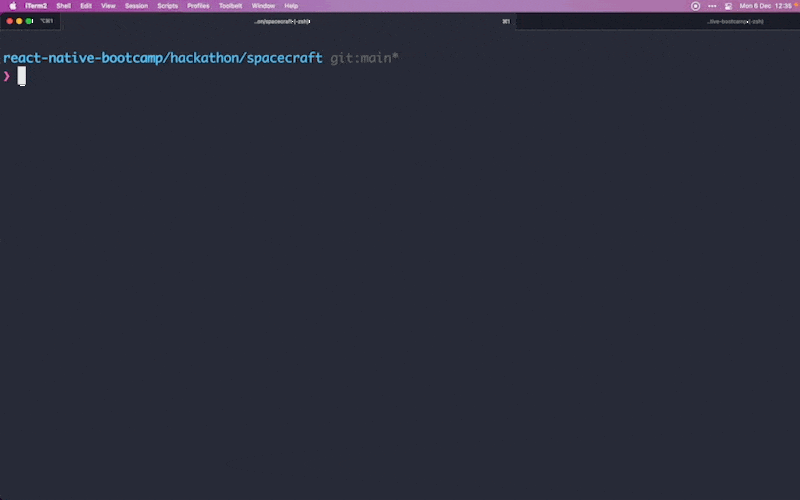 iTerm2 Shell Edit View Session Scripts Profiles Toolbelt Window Help Mon 6 Dec 12:36
⌥⌘1 ...on/spacecraft (-zsh) ⌘1 ...tive-bootcamp (-zsh)
react-native-bootcamp/hackathon/spacecraft git:main*
❯